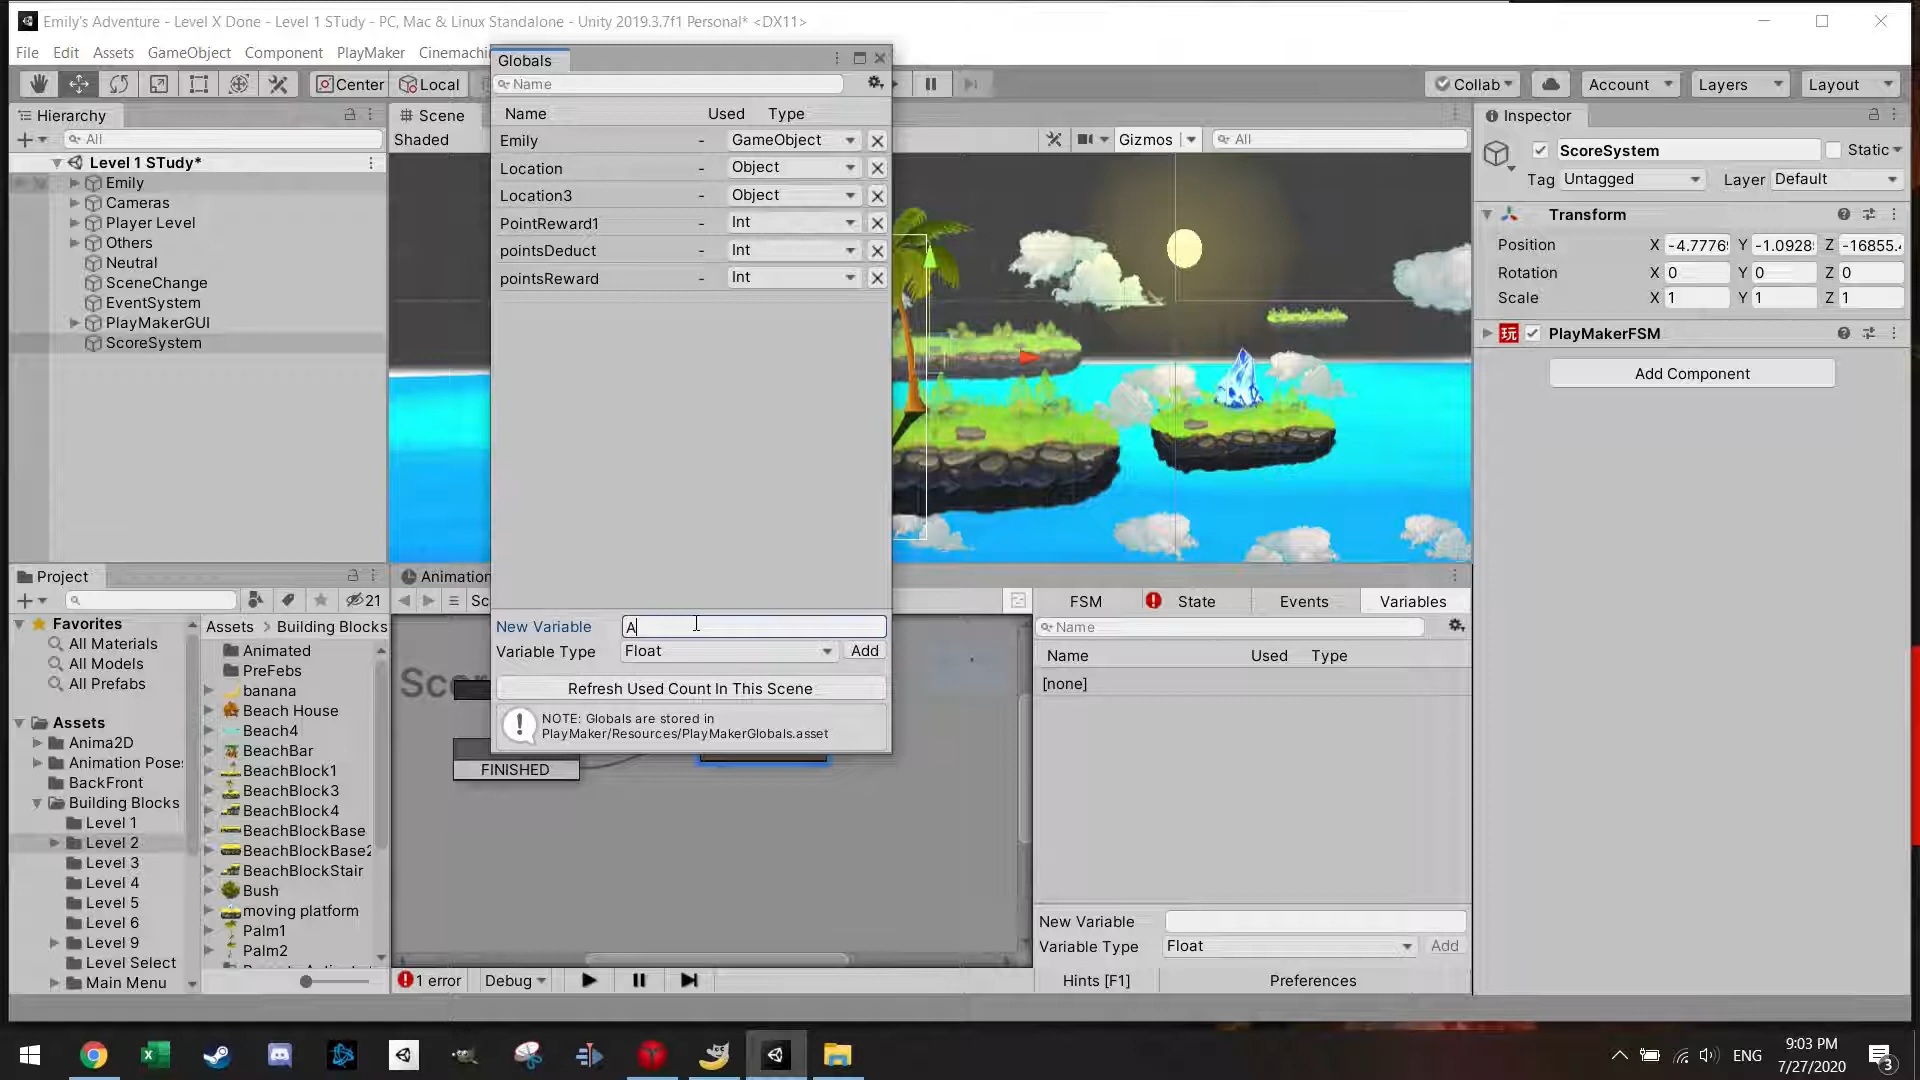 Emily's Adventure - Level X Done - Level 1 STudy - PC, Mac & Linux Standalone - Unity 2019.3.7f1 Personal* <DX11>
File Edit Assets GameObject Component PlayMaker Cinemachi
Center Local
Collab Account Layers Layout
Hierarchy
All
Level 1 STudy*
Emily
Cameras
Player Level
Others
Neutral
SceneChange
EventSystem
PlayMakerGUI
ScoreSystem
Scene
Shaded
Gizmos
All
Globals
Name
Name Used Type
Emily - GameObject
Location - Object
Location3 - Object
PointReward1 - Int
pointsDeduct - Int
pointsReward - Int
New Variable A
Variable Type Float Add
Refresh Used Count In This Scene
NOTE: Globals are stored in
PlayMaker/Resources/PlayMakerGlobals.asset
Inspector
ScoreSystem Static
Tag Untagged Layer Default
Transform
Position X -4.7776 Y -1.0928 Z -16855.
Rotation X 0 Y 0 Z 0
Scale X 1 Y 1 Z 1
玩 PlayMakerFSM
Add Component
Project
21
Favorites
All Materials
All Models
All Prefabs
Assets
Anima2D
Animation Pose
BackFront
Building Blocks
Level 1
Level 2
Level 3
Level 4
Level 5
Level 6
Level 9
Level Select
Main Menu
Assets > Building Blocks
Animated
PreFebs
banana
Beach House
Beach4
BeachBar
BeachBlock1
BeachBlock3
BeachBlock4
BeachBlockBase
BeachBlockBase2
BeachBlockStair
Bush
moving platform
Palm1
Palm2
Animation
Sc
Sco
FINISHED
1 error Debug
FSM State Events Variables
Name
Name Used Type
[none]
New Variable
Variable Type Float Add
Hints [F1] Preferences
ENG
9:03 PM
7/27/2020
3